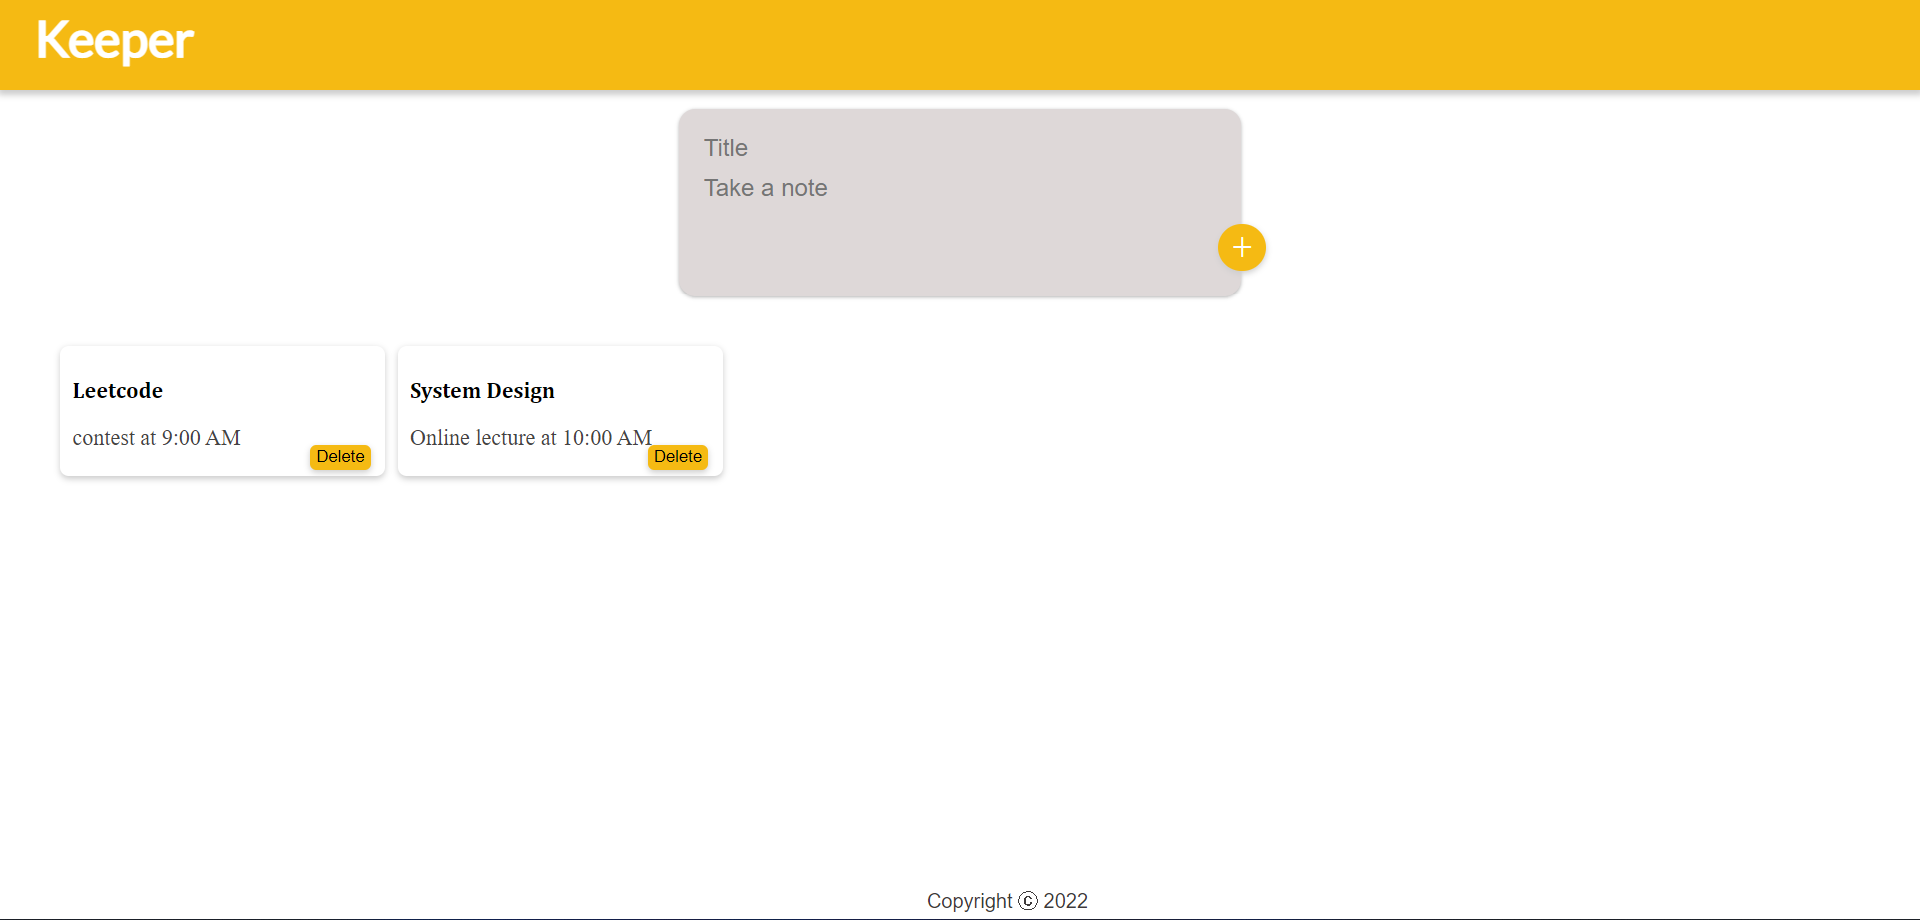 Keeper
Title
Take a note
+
Leetcode
contest at 9:00 AM
Delete
System Design
Online lecture at 10:00 AM
Delete
Copyright ⓒ 2022